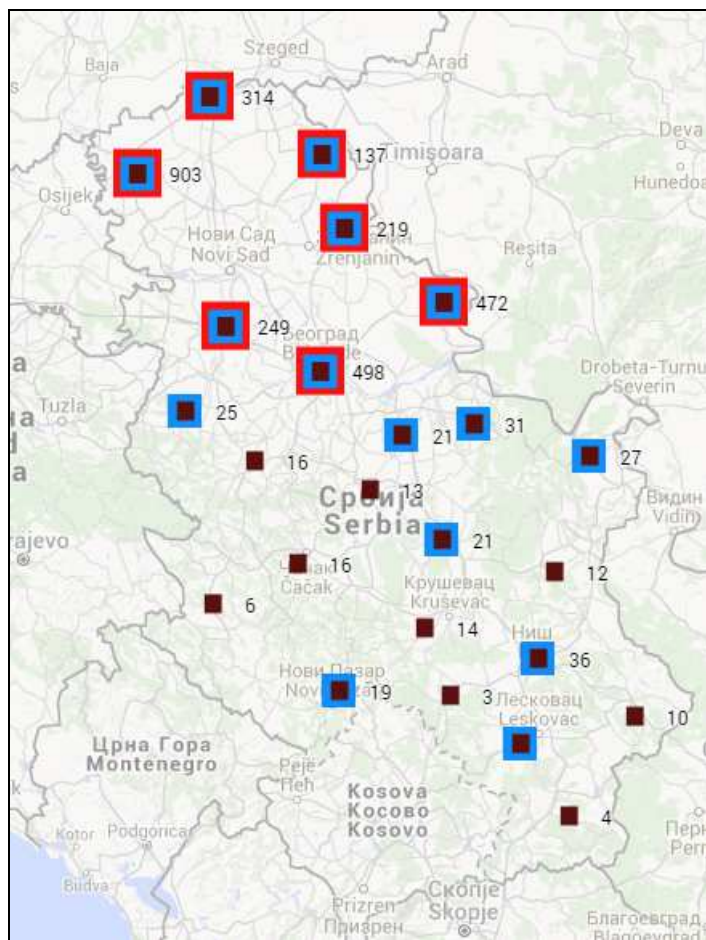 Szeged
Baja
Arad
314
Deva
137
Timișoara
903
Hunedoa
Osijek
219
Нови Сад
Novi Sad
Zrenjanin
Reșița
472
249
Београд
498
Drobeta-Turnu
Severin
Tuzla
25
31
21
27
16
13
Србија
Serbia
Видин
Vidin
rajevo
21
16
12
Čačak
Крушевац
Kruševac
6
14
Ниш
36
Нови Пазар
19
3
Лесковац
Leskovac
10
Црна Гора
Montenegro
Pejë
Пећ
Kosova
Косово
Kosovo
4
Kotor
Podgorica
Budva
Скопје
Skopje
Prizren
Призрен
Благоевград
Blagoevgrad